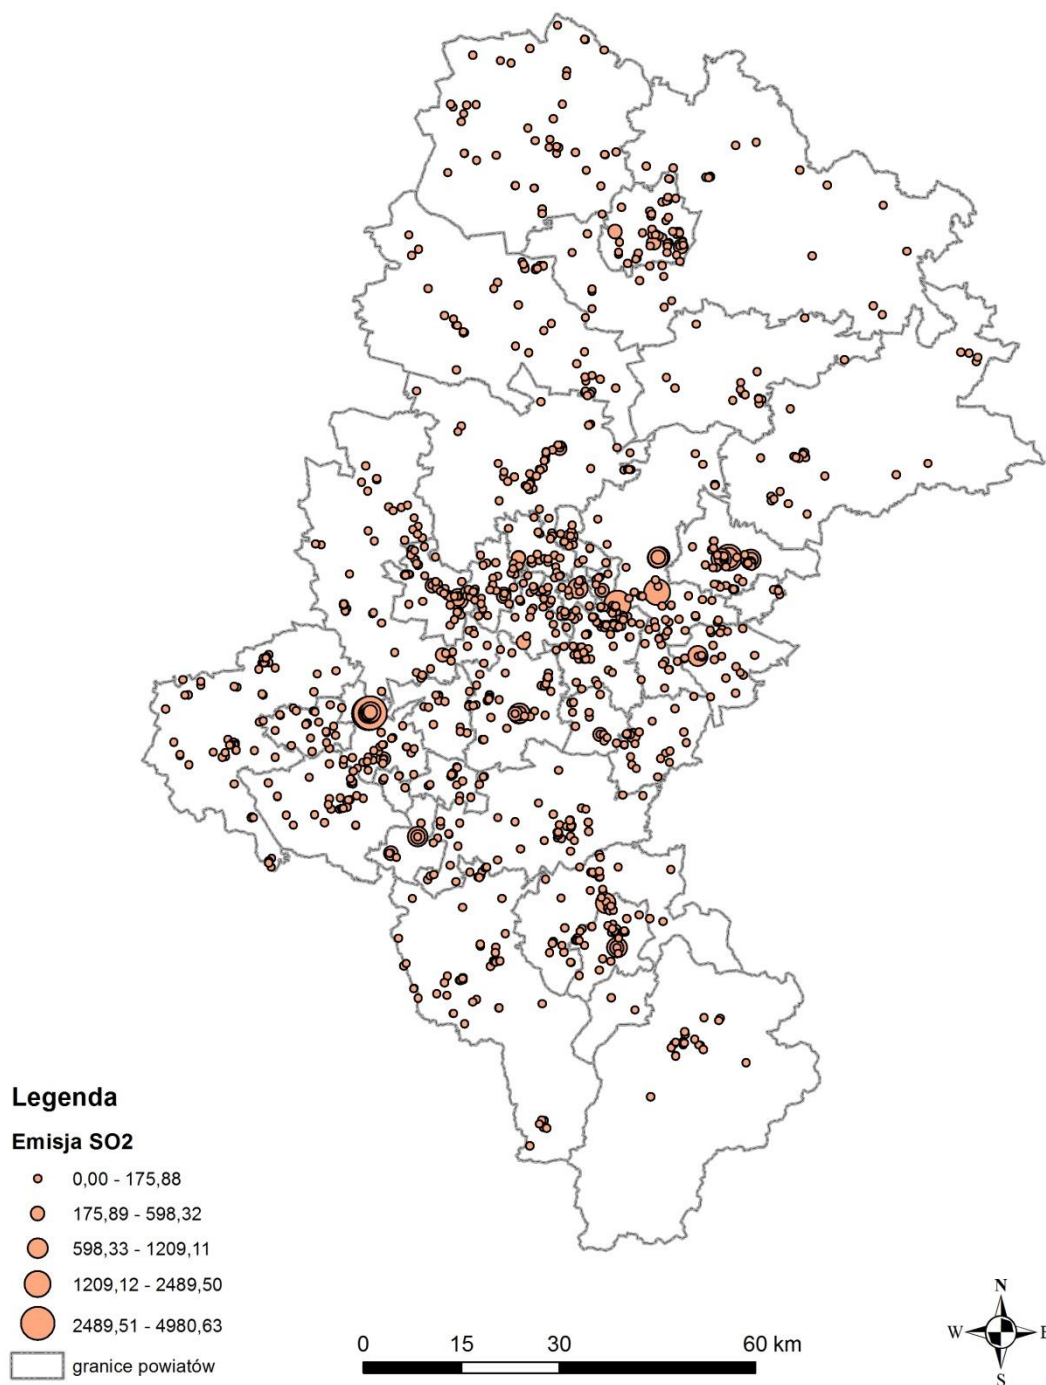 Legenda
Emisja SO2
0,00 - 175,88
175,89 - 598,32
598,33 - 1209,11
1209,12 - 2489,50
2489,51 - 4980,63
granice powiatów
0 15 30 60 km
N
W E
S